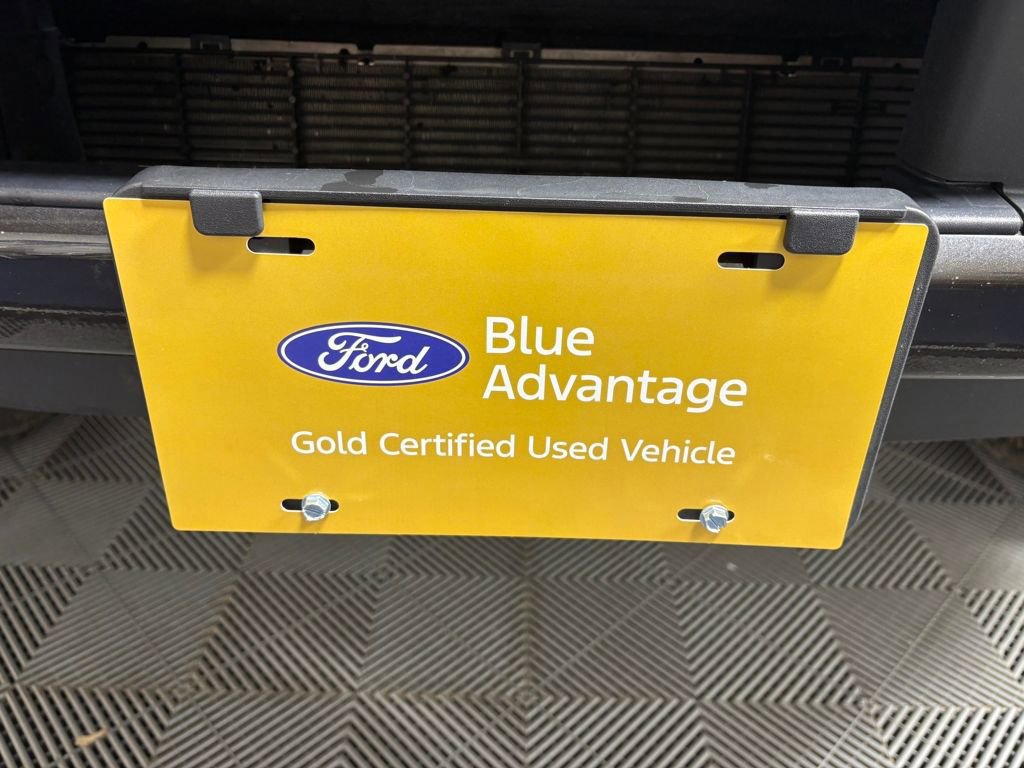 Ford
Blue
Advantage
Gold Certified Used Vehicle